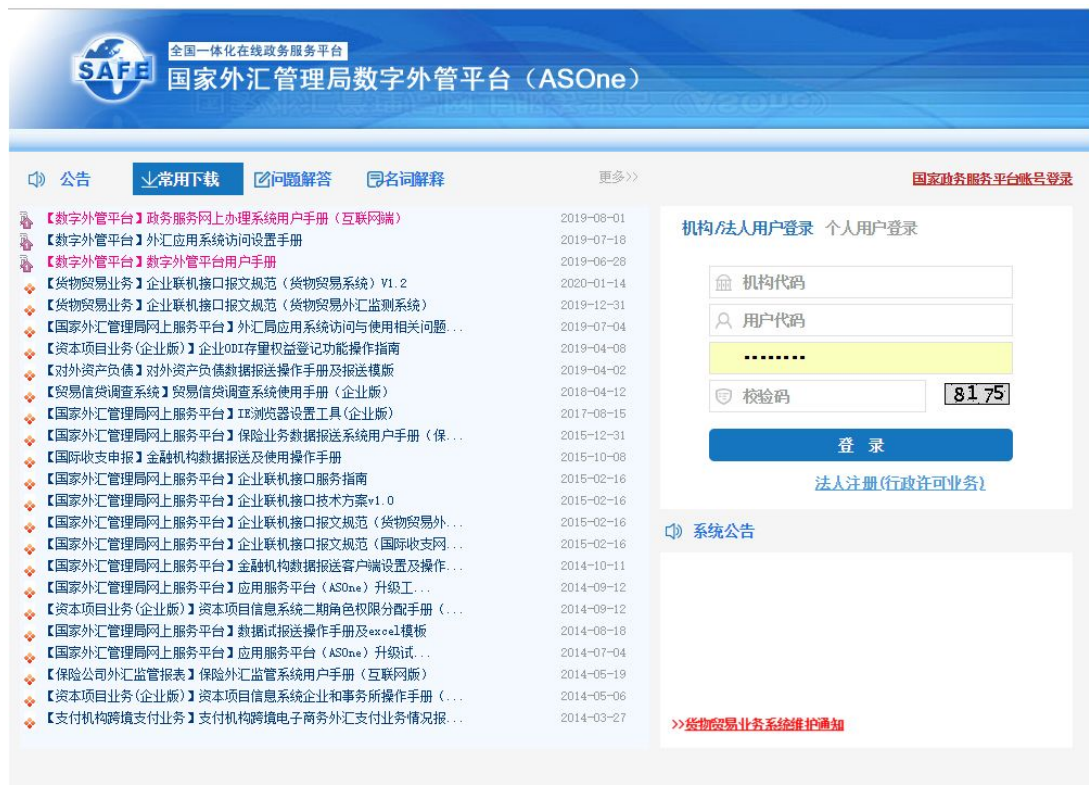 SAFE
全国一体化在线政务服务平台
国家外汇管理局数字外管平台（ASOne）
公告
常用下载
问题解答
名词解释
更多>>
国家政务服务平台账号登录
【数字外管平台】政务服务网上办理系统用户手册（互联网端） 2019-08-01
【数字外管平台】外汇应用系统访问设置手册 2019-07-18
【数字外管平台】数字外管平台用户手册 2019-06-28
【货物贸易业务】企业联机接口报文规范（货物贸易系统）V1.2 2020-01-14
【货物贸易业务】企业联机接口报文规范（货物贸易外汇监测系统） 2019-12-31
【国家外汇管理局网上服务平台】外汇局应用系统访问与使用相关问题... 2019-07-04
【资本项目业务(企业版)】企业ODI存量权益登记功能操作指南 2019-04-08
【对外资产负债】对外资产负债数据报送操作手册及报送模版 2019-04-02
【贸易信贷调查系统】贸易信贷调查系统使用手册（企业版） 2018-04-12
【国家外汇管理局网上服务平台】IE浏览器设置工具(企业版) 2017-08-15
【国家外汇管理局网上服务平台】保险业务数据报送系统用户手册（保... 2015-12-31
【国际收支申报】金融机构数据报送及使用操作手册 2015-10-08
【国家外汇管理局网上服务平台】企业联机接口服务指南 2015-02-16
【国家外汇管理局网上服务平台】企业联机接口技术方案v1.0 2015-02-16
【国家外汇管理局网上服务平台】企业联机接口报文规范（货物贸易外... 2015-02-16
【国家外汇管理局网上服务平台】企业联机接口报文规范（国际收支网... 2015-02-16
【国家外汇管理局网上服务平台】金融机构数据报送客户端设置及操作... 2014-10-11
【国家外汇管理局网上服务平台】应用服务平台（ASOne）升级工... 2014-09-12
【资本项目业务(企业版)】资本项目信息系统二期角色权限分配手册（... 2014-09-12
【国家外汇管理局网上服务平台】数据试报送操作手册及excel模板 2014-08-18
【国家外汇管理局网上服务平台】应用服务平台（ASOne）升级试... 2014-07-04
【保险公司外汇监管报表】保险外汇监管系统用户手册（互联网版） 2014-05-19
【资本项目业务(企业版)】资本项目信息系统企业和事务所操作手册（... 2014-05-06
【支付机构跨境支付业务】支付机构跨境电子商务外汇支付业务情况报... 2014-03-27
机构/法人用户登录 个人用户登录
机构代码
用户代码
••••••••
校验码 8175
登 录
法人注册(行政许可业务)
系统公告
>>货物贸易业务系统维护通知